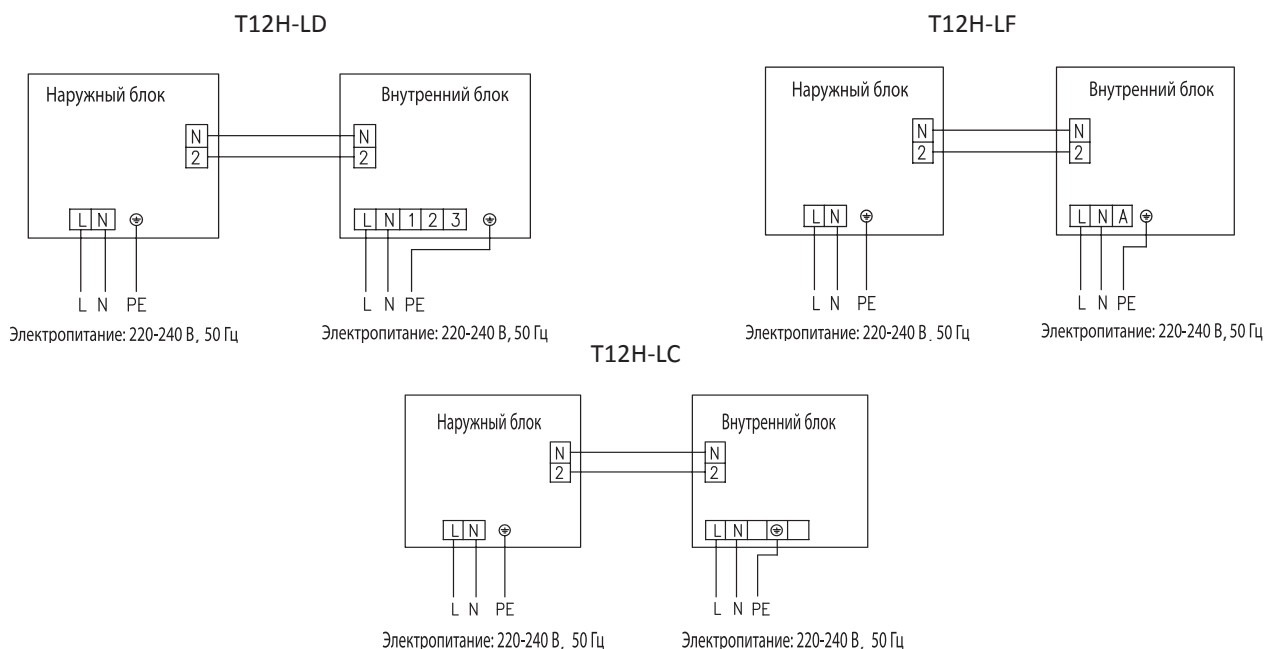 T12H-LD
Наружный блок
Внутренний блок
N
2
N
2
L N
L N 1 2 3
L N PE
L N PE
Электропитание: 220-240 В, 50 Гц
Электропитание: 220-240 В, 50 Гц
T12H-LF
Наружный блок
Внутренний блок
N
2
N
2
L N
L N A
L N PE
L N PE
Электропитание: 220-240 В, 50 Гц
Электропитание: 220-240 В, 50 Гц
T12H-LC
Наружный блок
Внутренний блок
N
2
N
2
L N
L N
L N PE
L N PE
Электропитание: 220-240 В, 50 Гц
Электропитание: 220-240 В, 50 Гц